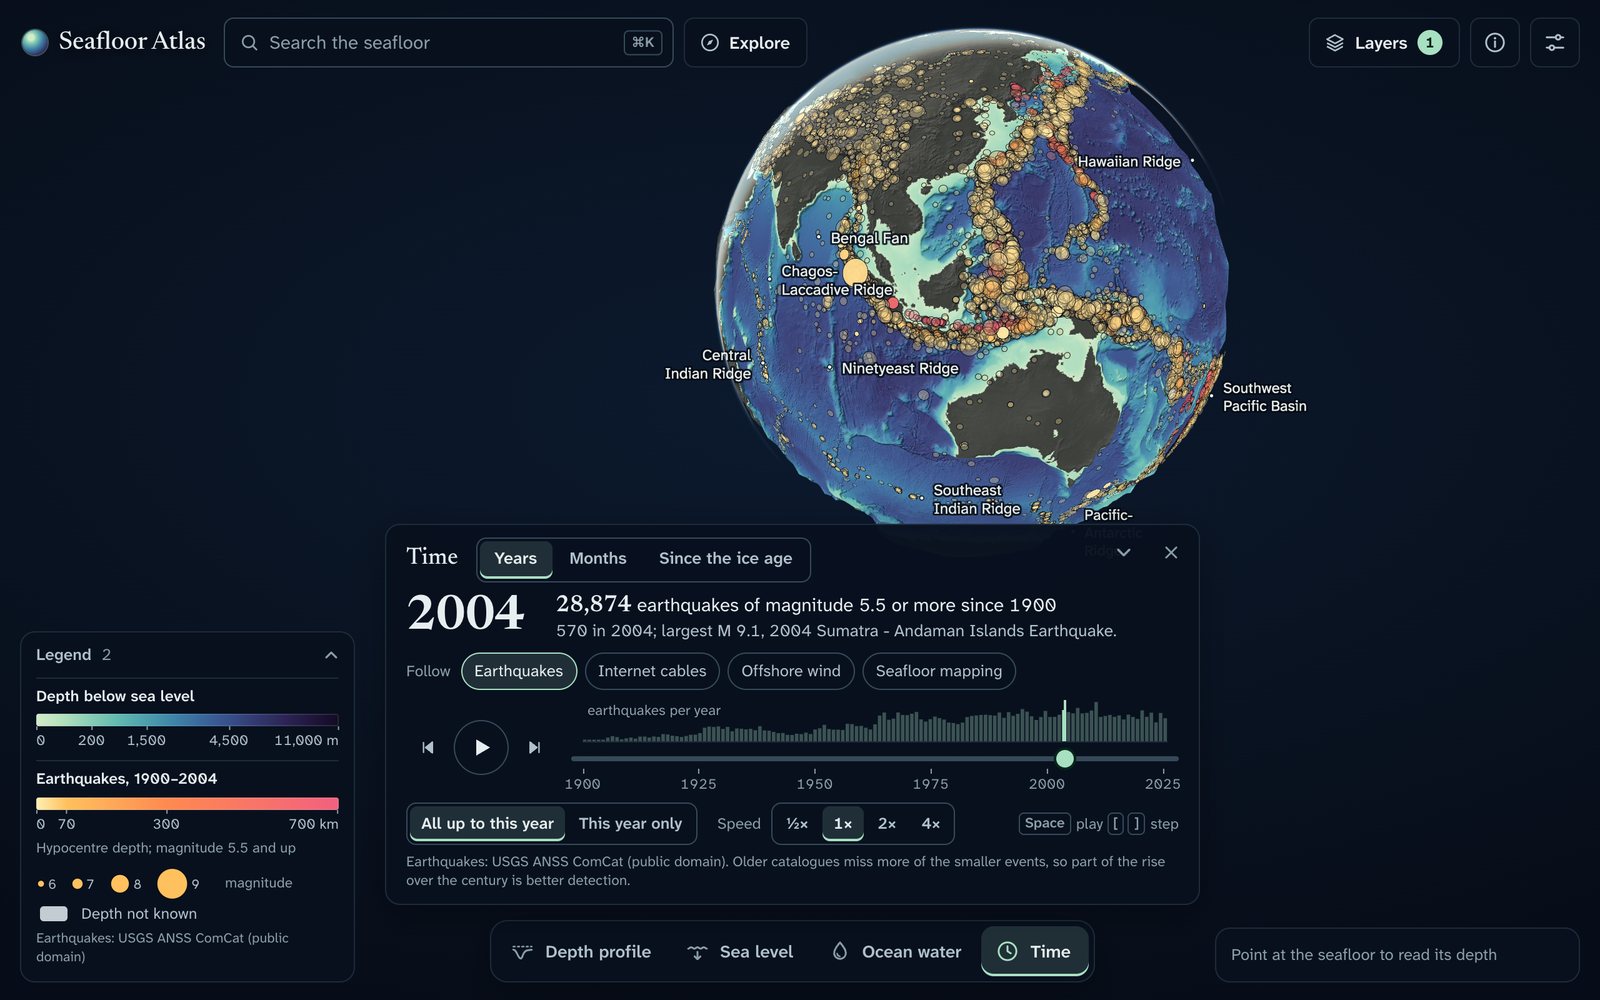 Seafloor Atlas
Search the seafloor
⌘K
Explore
Layers 1
Hawaiian Ridge
Bengal Fan
Chagos-
Laccadive Ridge
Central
Indian Ridge
Ninetyeast Ridge
Southwest
Pacific Basin
Southeast
Indian Ridge
Pacific-
Antarctic
Ridge
Time
Years
Months
Since the ice age
2004
28,874 earthquakes of magnitude 5.5 or more since 1900
570 in 2004; largest M 9.1, 2004 Sumatra - Andaman Islands Earthquake.
Follow
Earthquakes
Internet cables
Offshore wind
Seafloor mapping
earthquakes per year
1900 1925 1950 1975 2000 2025
All up to this year
This year only
Speed
½× 1× 2× 4×
Space play [ ] step
Earthquakes: USGS ANSS ComCat (public domain). Older catalogues miss more of the smaller events, so part of the rise
over the century is better detection.
Legend 2
Depth below sea level
0 200 1,500 4,500 11,000 m
Earthquakes, 1900–2004
0 70 300 700 km
Hypocentre depth; magnitude 5.5 and up
6 7 8 9 magnitude
Depth not known
Earthquakes: USGS ANSS ComCat (public
domain)
Depth profile
Sea level
Ocean water
Time
Point at the seafloor to read its depth